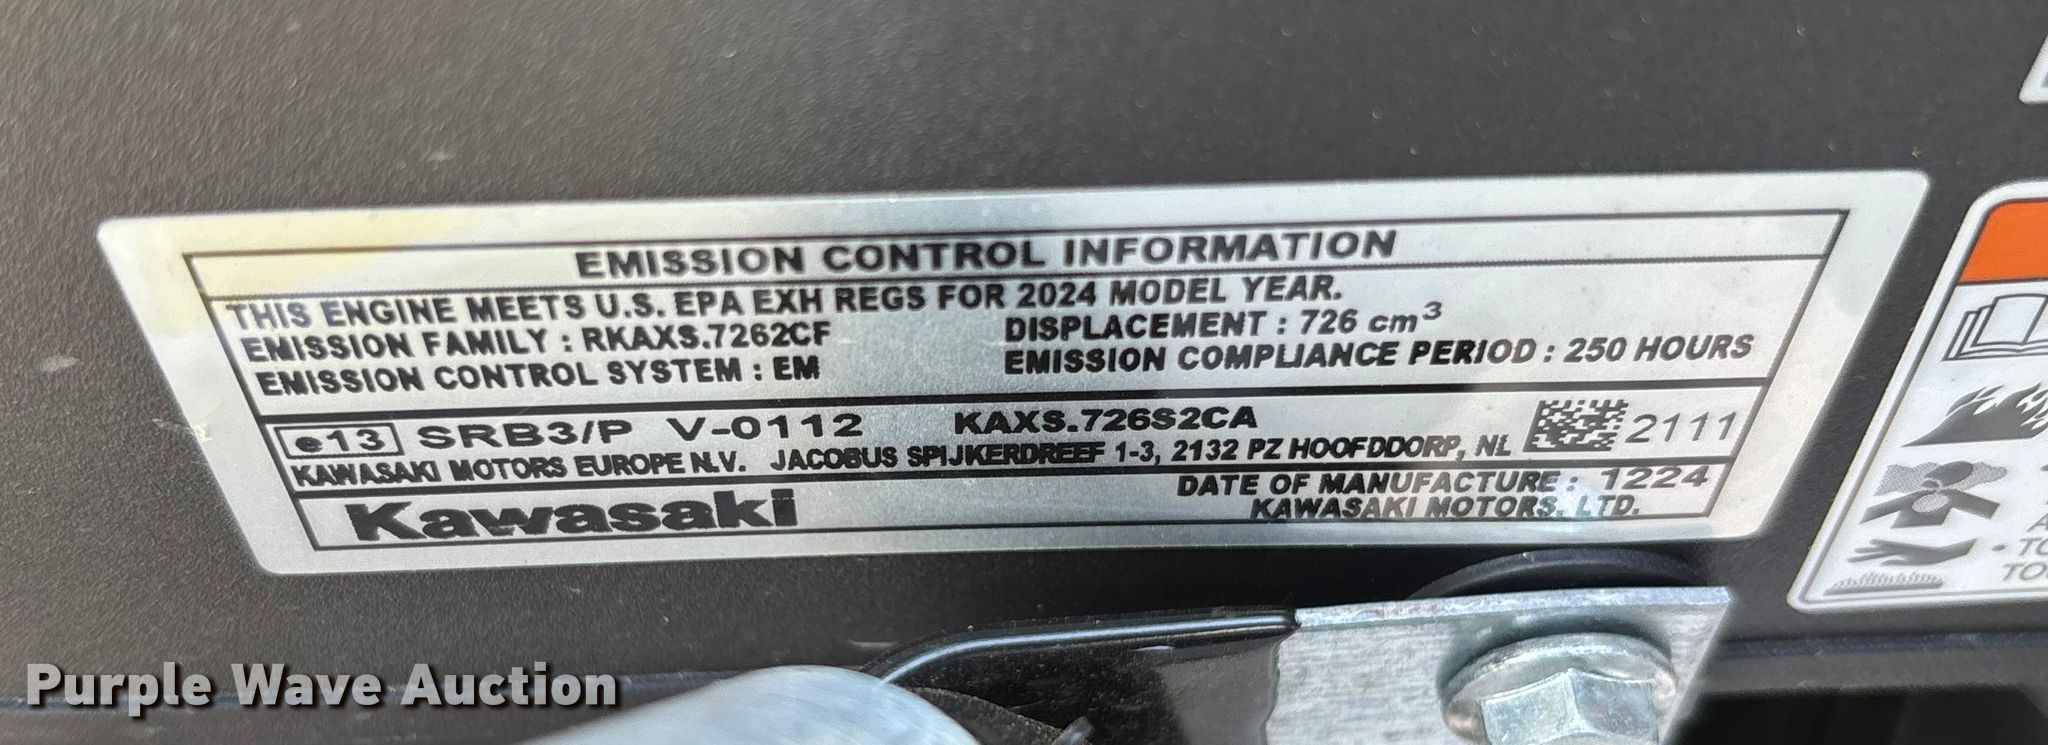 EMISSION CONTROL INFORMATION
THIS ENGINE MEETS U.S. EPA EXH REGS FOR 2024 MODEL YEAR.
EMISSION FAMILY : RKAXS.7262CF DISPLACEMENT : 726 cm³
EMISSION CONTROL SYSTEM : EM EMISSION COMPLIANCE PERIOD : 250 HOURS
e13 SRB3/P V-0112 KAXS.726S2CA 2111
KAWASAKI MOTORS EUROPE N.V. JACOBUS SPIJKERDREEF 1-3, 2132 PZ HOOFDDORP, NL
Kawasaki DATE OF MANUFACTURE : 1224
KAWASAKI MOTORS, LTD.
Purple Wave Auction